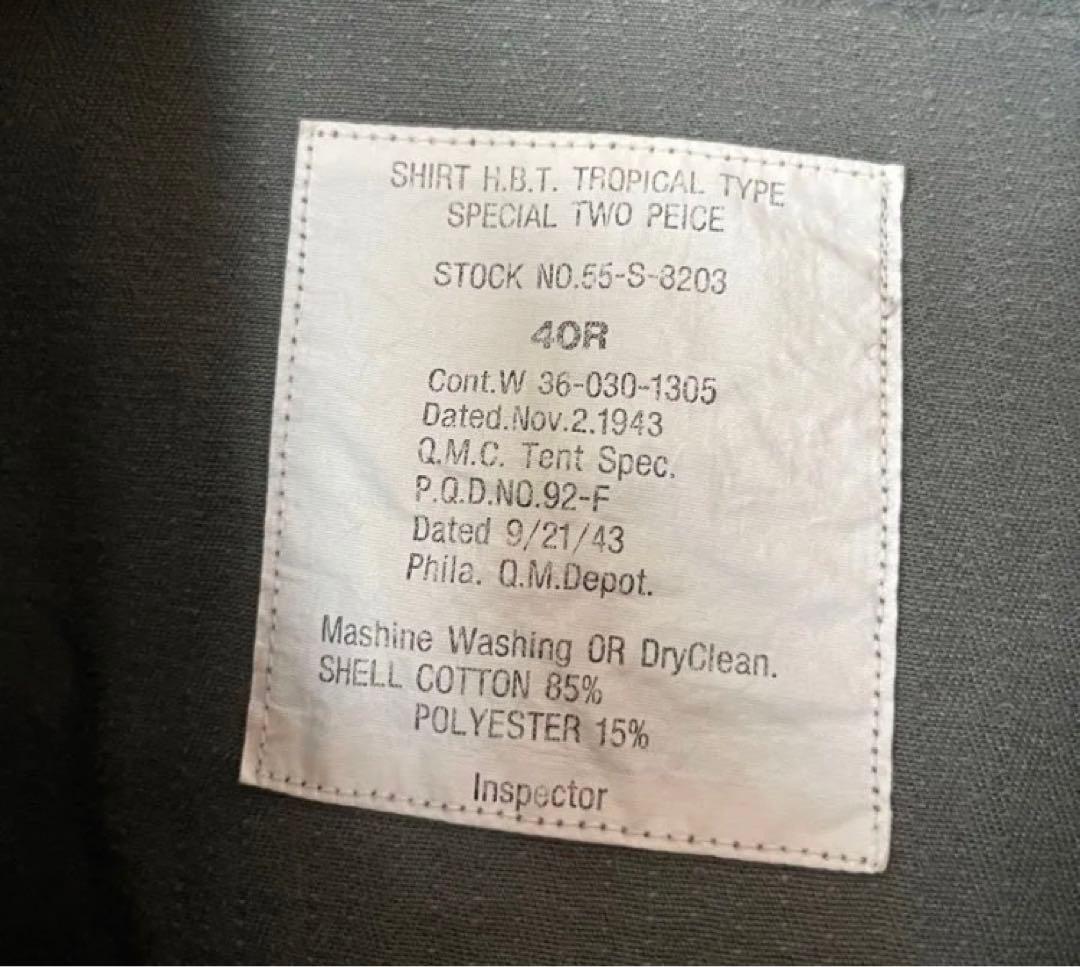 SHIRT H.B.T. TROPICAL TYPE
SPECIAL TWO PEICE
STOCK NO.55-S-3203
40R
Cont.W 36-030-1305
Dated.Nov.2.1943
Q.M.C. Tent Spec.
P.Q.D.NO.92-F
Dated 9/21/43
Phila. Q.M.Depot.
Mashine Washing OR DryClean.
SHELL COTTON 85%
POLYESTER 15%
Inspector